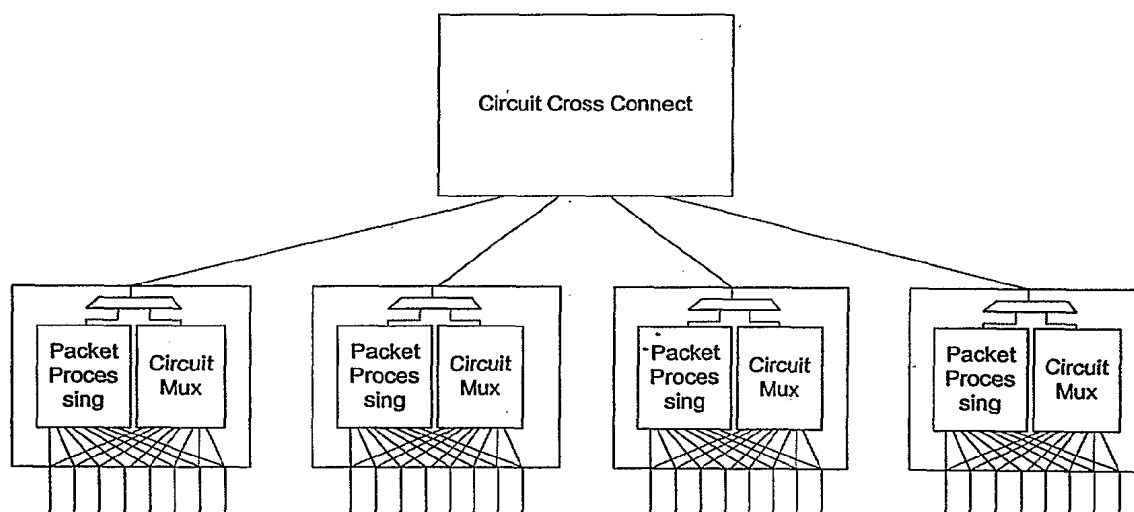 Circuit Cross Connect
Packet
Proces
sing
Circuit
Mux
Packet
Proces
sing
Circuit
Mux
Packet
Proces
sing
Circuit
Mux
Packet
Proces
sing
Circuit
Mux